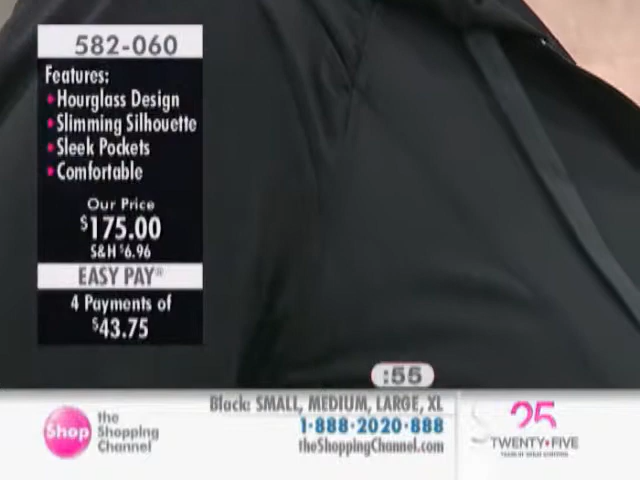 582-060
Features:
• Hourglass Design
• Slimming Silhouette
• Sleek Pockets
• Comfortable
Our Price
$175.00
S&H $6.96
EASY PAY®
4 Payments of
$43.75
:55
Black: SMALL, MEDIUM, LARGE, XL
1•888•2020•888
theShoppingChannel.com
Shop
the
Shopping
Channel
25
TWENTY•FIVE